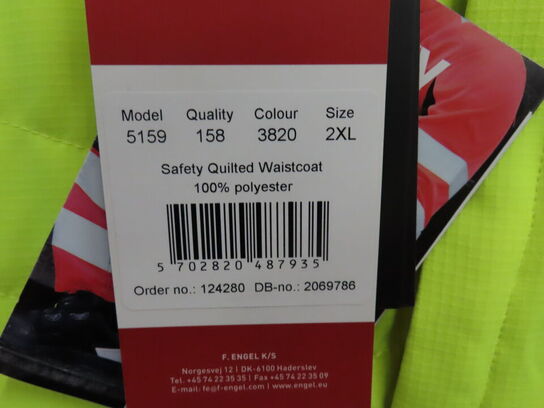 Model Quality Colour Size
5159 158 3820 2XL
Safety Quilted Waistcoat
100% polyester
5 702820 487935
Order no.: 124280 DB-no.: 2069786
F. ENGEL K/S
Norgesvej 12 | DK-6100 Haderslev
Tel. +45 74 22 35 35 | Fax +45 74 22 35 09
E-mail: fe@f-engel.com | www.engel.eu